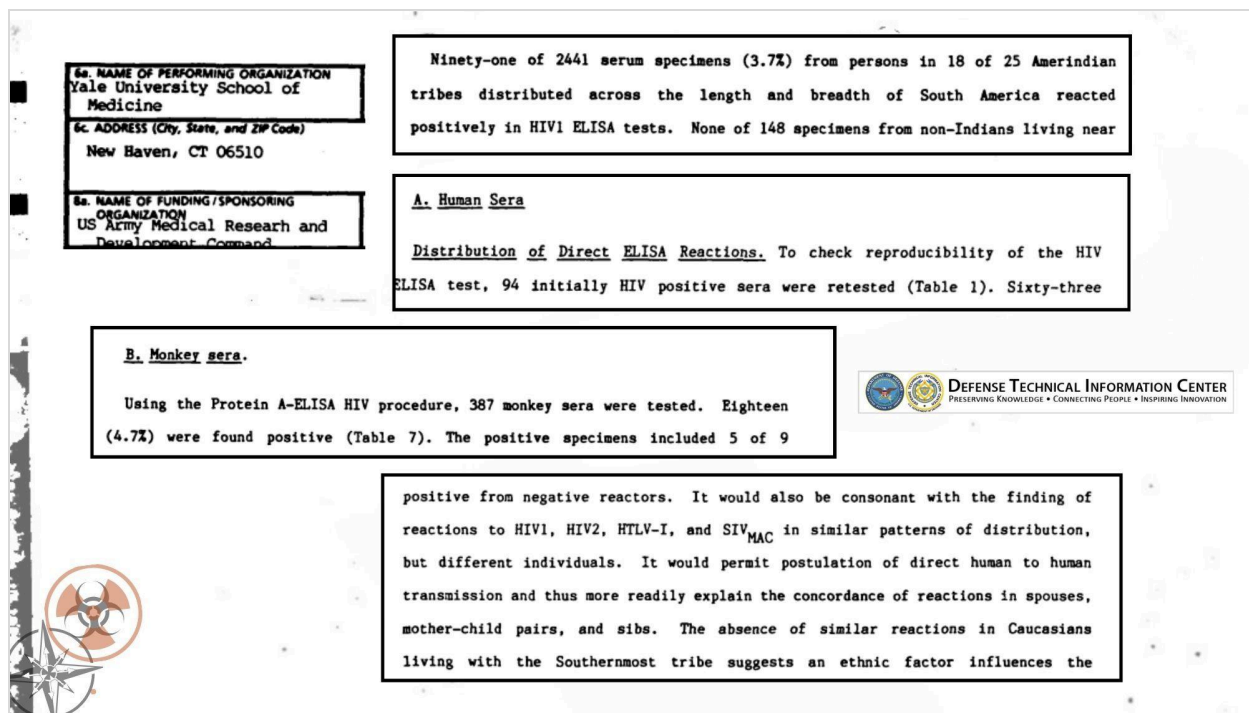 6a. NAME OF PERFORMING ORGANIZATION
Yale University School of
Medicine
6c. ADDRESS (City, State, and ZIP Code)
New Haven, CT 06510
8a. NAME OF FUNDING/SPONSORING
ORGANIZATION
US Army Medical Researh and
Development Command
Ninety-one of 2441 serum specimens (3.7%) from persons in 18 of 25 Amerindian
tribes distributed across the length and breadth of South America reacted
positively in HIV1 ELISA tests. None of 148 specimens from non-Indians living near
A. Human Sera
Distribution of Direct ELISA Reactions. To check reproducibility of the HIV
ELISA test, 94 initially HIV positive sera were retested (Table 1). Sixty-three
B. Monkey sera.
Using the Protein A-ELISA HIV procedure, 387 monkey sera were tested. Eighteen
(4.7%) were found positive (Table 7). The positive specimens included 5 of 9
DEFENSE TECHNICAL INFORMATION CENTER
PRESERVING KNOWLEDGE • CONNECTING PEOPLE • INSPIRING INNOVATION
positive from negative reactors. It would also be consonant with the finding of
reactions to HIV1, HIV2, HTLV-I, and SIVMAC in similar patterns of distribution,
but different individuals. It would permit postulation of direct human to human
transmission and thus more readily explain the concordance of reactions in spouses,
mother-child pairs, and sibs. The absence of similar reactions in Caucasians
living with the Southernmost tribe suggests an ethnic factor influences the